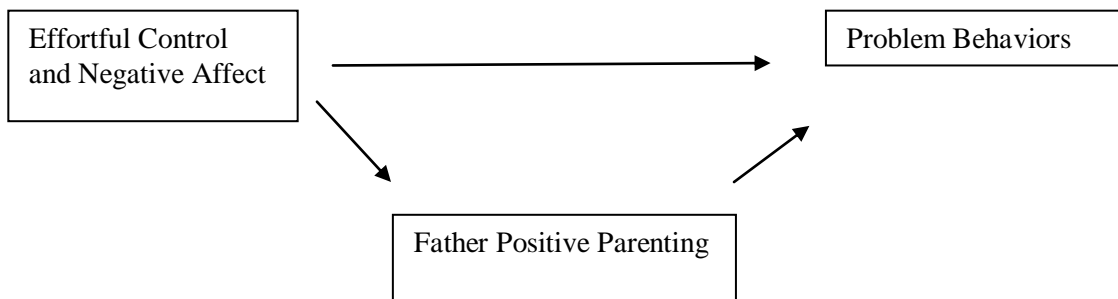 Effortful Control
and Negative Affect
Problem Behaviors
Father Positive Parenting